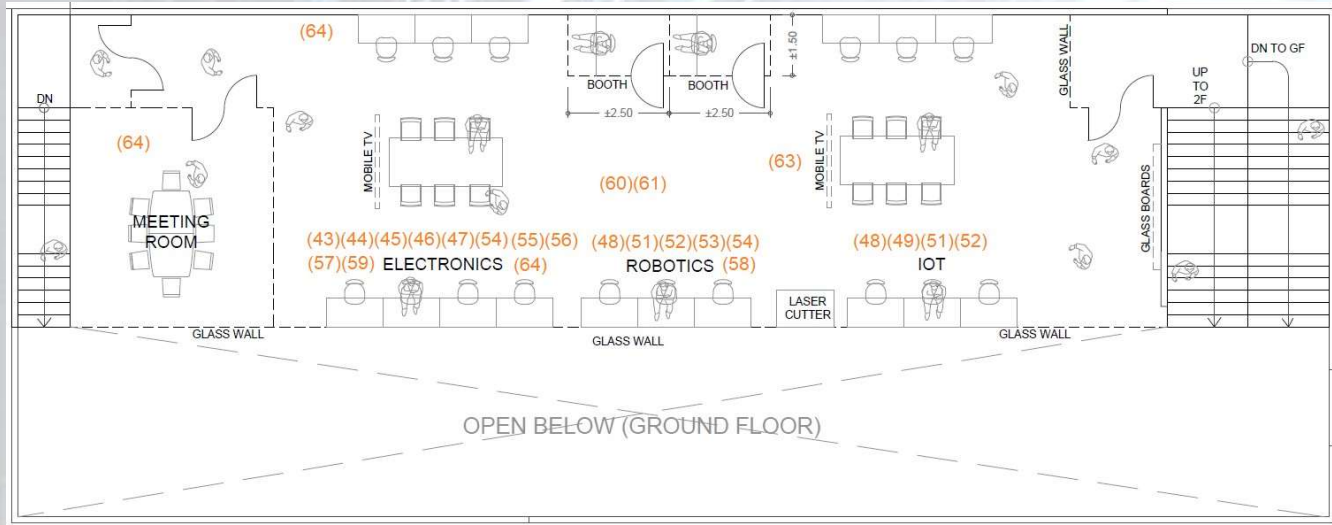 (64)
DN
(64)
MEETING
ROOM
MOBILE TV
BOOTH
BOOTH
±2.50
±2.50
±1.50
(60)(61)
(63)
MOBILE TV
GLASS WALL
DN TO GF
UP
TO
2F
GLASS BOARDS
(43)(44)(45)(46)(47)(54)(55)(56)
(57)(59) ELECTRONICS (64)
(48)(51)(52)(53)(54)
ROBOTICS (58)
(48)(49)(51)(52)
IOT
LASER
CUTTER
GLASS WALL
GLASS WALL
GLASS WALL
OPEN BELOW (GROUND FLOOR)